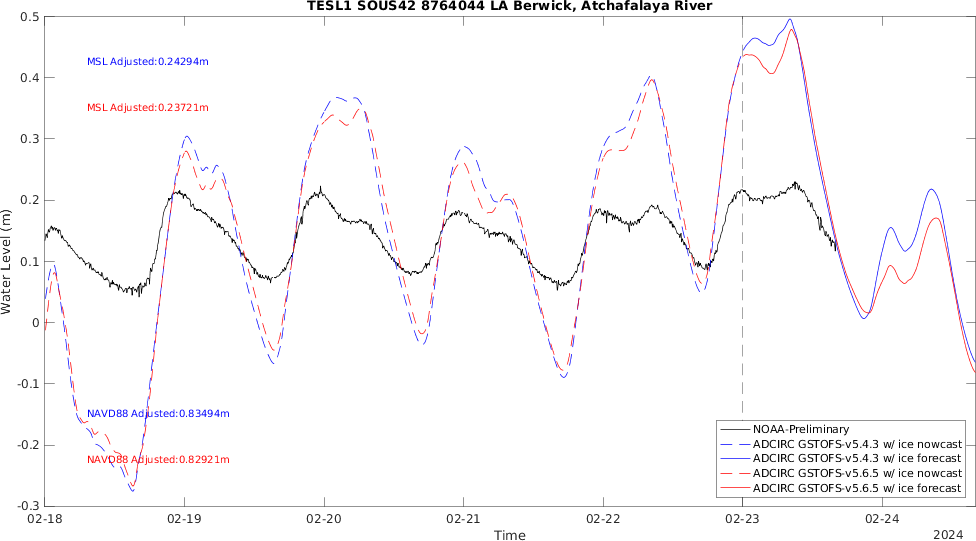 TESL1 SOUS42 8764044 LA Berwick, Atchafalaya River
0.5
0.4
0.3
0.2
0.1
0
-0.1
-0.2
-0.3
Water Level (m)
MSL Adjusted:0.24294m
MSL Adjusted:0.23721m
NAVD88 Adjusted:0.83494m
NAVD88 Adjusted:0.82921m
NOAA-Preliminary
ADCIRC GSTOFS-v5.4.3 w/ ice nowcast
ADCIRC GSTOFS-v5.4.3 w/ ice forecast
ADCIRC GSTOFS-v5.6.5 w/ ice nowcast
ADCIRC GSTOFS-v5.6.5 w/ ice forecast
02-18 02-19 02-20 02-21 02-22 02-23 02-24
Time
2024